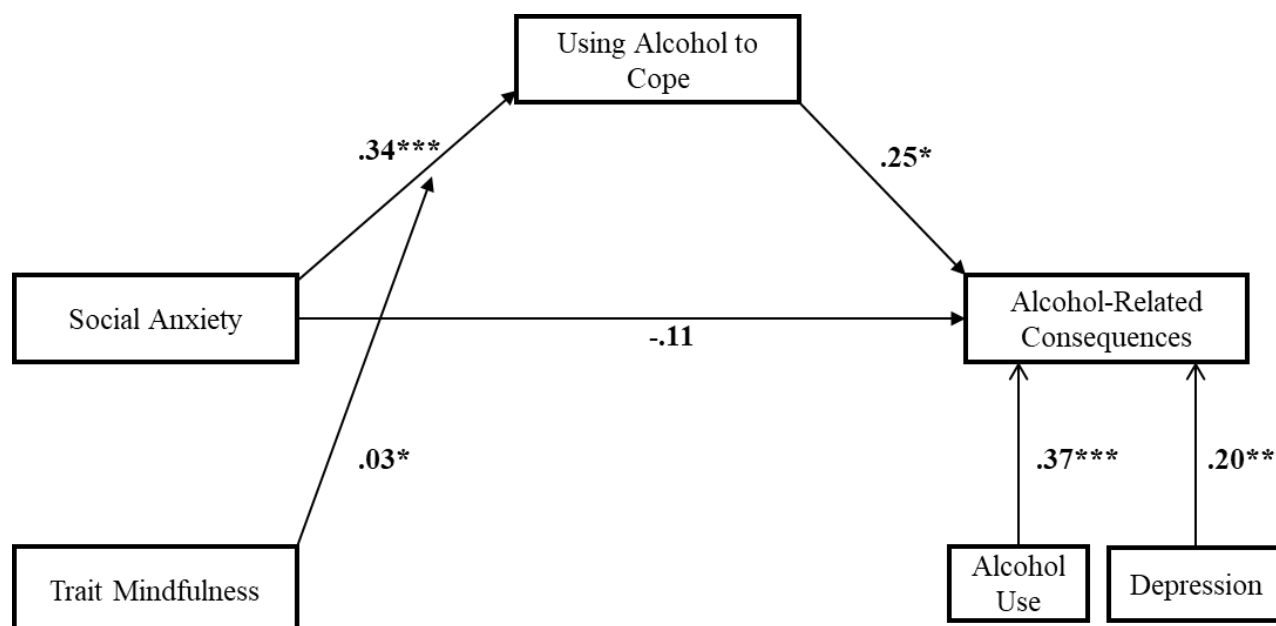 Using Alcohol to
Cope
.34***
.25*
Social Anxiety
Alcohol-Related
Consequences
-.11
.03*
.37***
.20**
Trait Mindfulness
Alcohol
Use
Depression